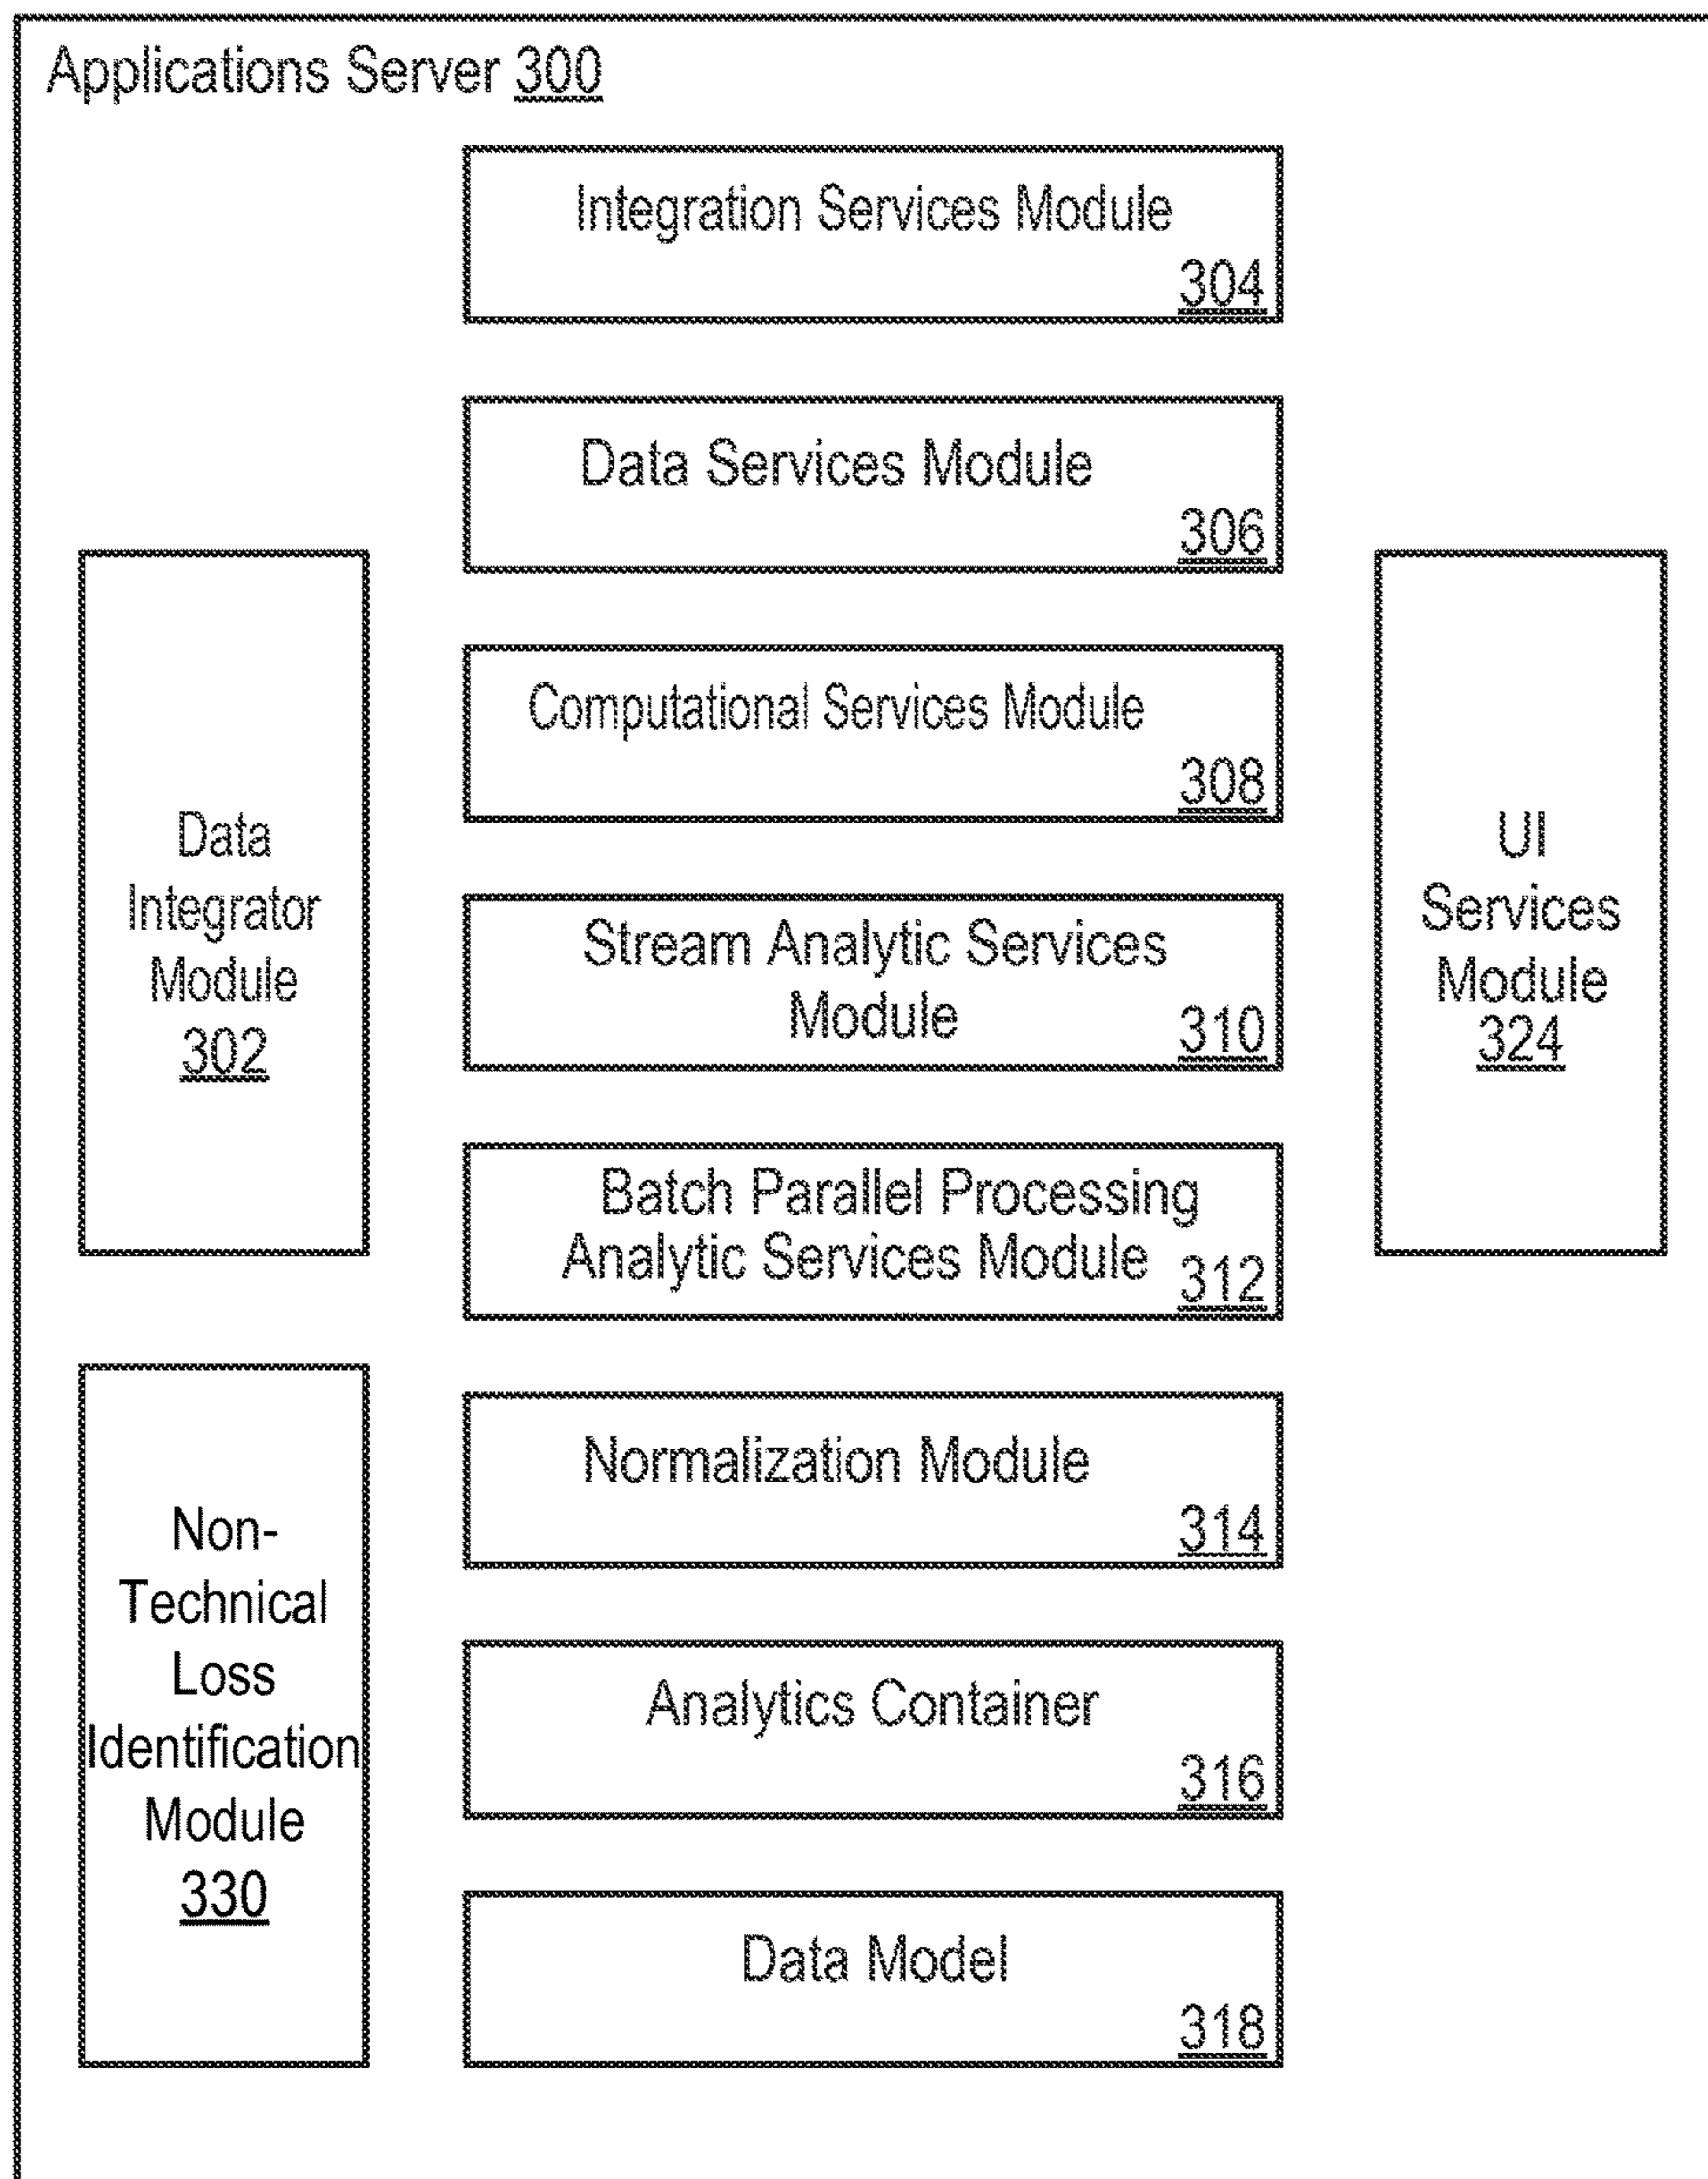 Applications Server 300
Integration Services Module
304
Data Services Module
306
Computational Services Module
308
Stream Analytic Services
Module
310
Batch Parallel Processing
Analytic Services Module
312
Normalization Module
314
Analytics Container
316
Data Model
318
Data
Integrator
Module
302
Non-
Technical
Loss
Identification
Module
330
UI
Services
Module
324